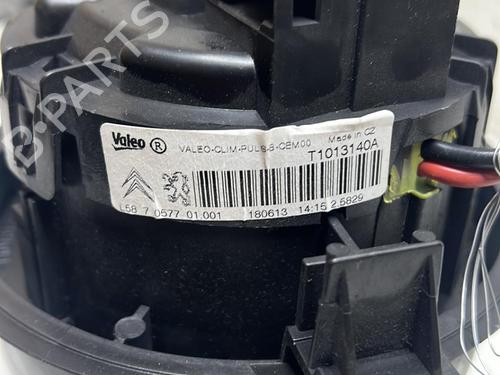 Valeo ® VALEO-CLIM-PULS-S-CEM00 Made in CZ
T1013140A
L58 7 0577 01.001 180613 14:15 2.5829
B-PARTS